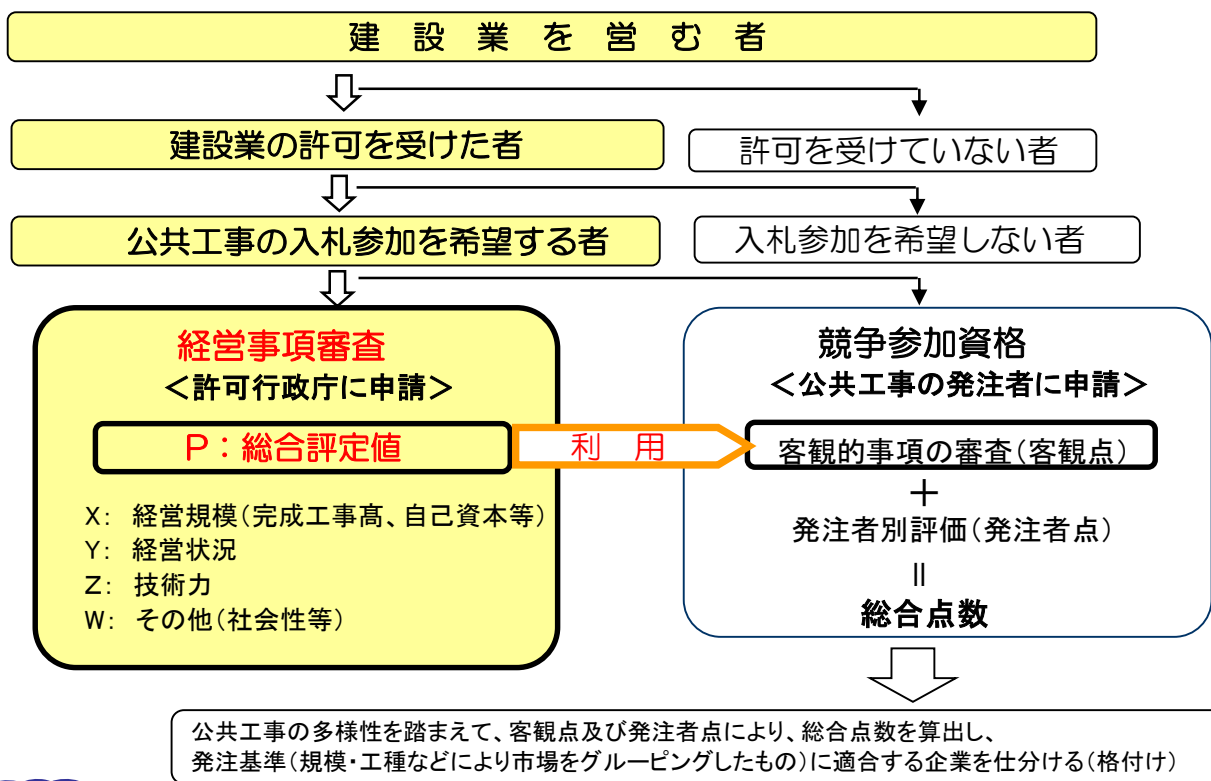 建設業を営む者
建設業の許可を受けた者
許可を受けていない者
公共工事の入札参加を希望する者
入札参加を希望しない者
経営事項審査
<許可行政庁に申請>
P：総合評定値
X： 経営規模（完成工事髙、自己資本等）
Y： 経営状況
Z： 技術力
W： その他（社会性等）
利 用
競争参加資格
<公共工事の発注者に申請>
客観的事項の審査（客観点）
＋
発注者別評価（発注者点）
＝
総合点数
公共工事の多様性を踏まえて、客観点及び発注者点により、総合点数を算出し、
発注基準（規模・工種などにより市場をグルーピングしたもの）に適合する企業を仕分ける（格付け）